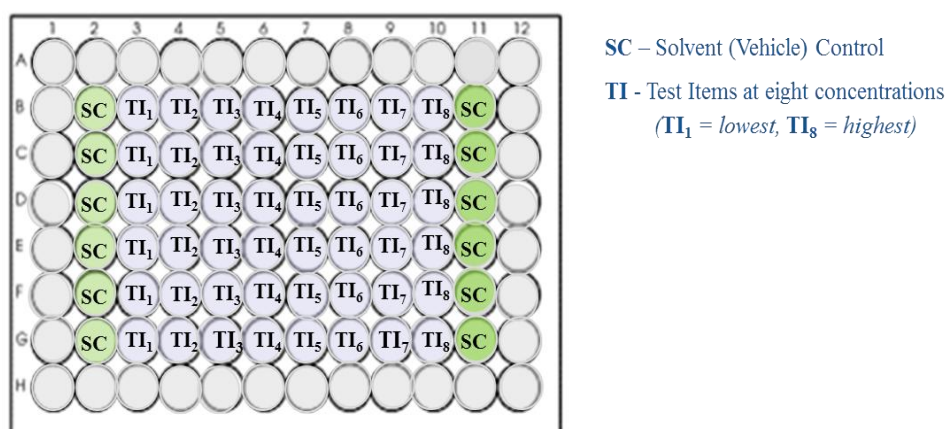 1 2 3 4 5 6 7 8 9 10 11 12
A
B SC TI₁ TI₂ TI₃ TI₄ TI₅ TI₆ TI₇ TI₈ SC
C SC TI₁ TI₂ TI₃ TI₄ TI₅ TI₆ TI₇ TI₈ SC
D SC TI₁ TI₂ TI₃ TI₄ TI₅ TI₆ TI₇ TI₈ SC
E SC TI₁ TI₂ TI₃ TI₄ TI₅ TI₆ TI₇ TI₈ SC
F SC TI₁ TI₂ TI₃ TI₄ TI₅ TI₆ TI₇ TI₈ SC
G SC TI₁ TI₂ TI₃ TI₄ TI₅ TI₆ TI₇ TI₈ SC
H
SC – Solvent (Vehicle) Control
TI - Test Items at eight concentrations
(TI₁ = lowest, TI₈ = highest)